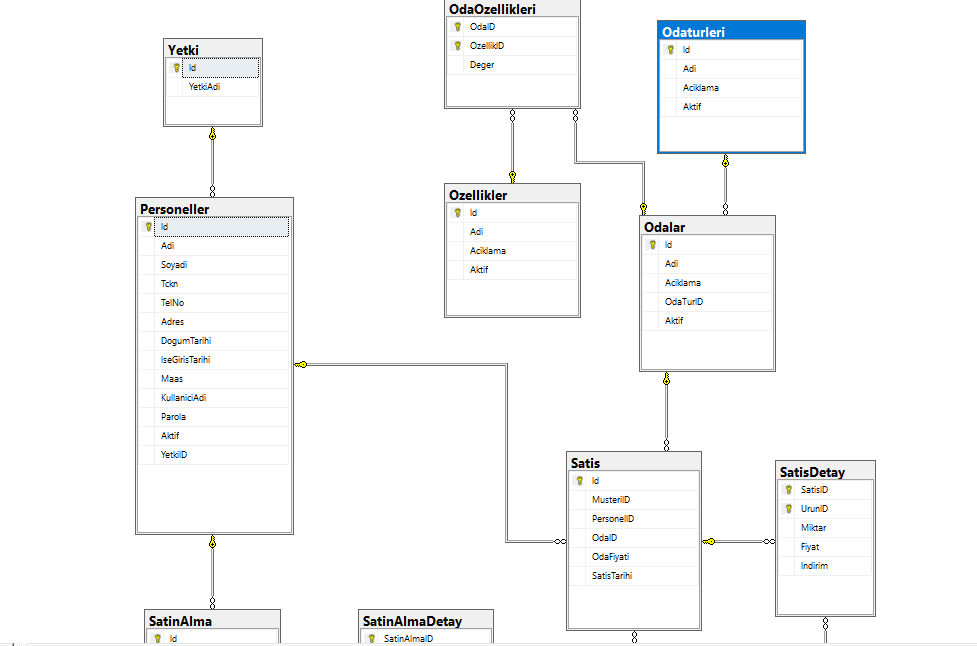 OdaOzellikleri
OdaID
OzellikID
Deger
Odaturleri
Id
Adi
Aciklama
Aktif
Yetki
Id
YetkiAdi
Ozellikler
Id
Adi
Aciklama
Aktif
Personeller
Id
Adi
Soyadi
Tckn
TelNo
Adres
DogumTarihi
IseGirisTarihi
Maas
KullaniciAdi
Parola
Aktif
YetkiID
Odalar
Id
Adi
Aciklama
OdaTurID
Aktif
Satis
Id
MusteriID
PersonelID
OdaID
OdaFiyati
SatisTarihi
SatisDetay
SatisID
UrunID
Miktar
Fiyat
Indirim
SatinAlma
Id
SatinAlmaDetay
SatinAlmaID